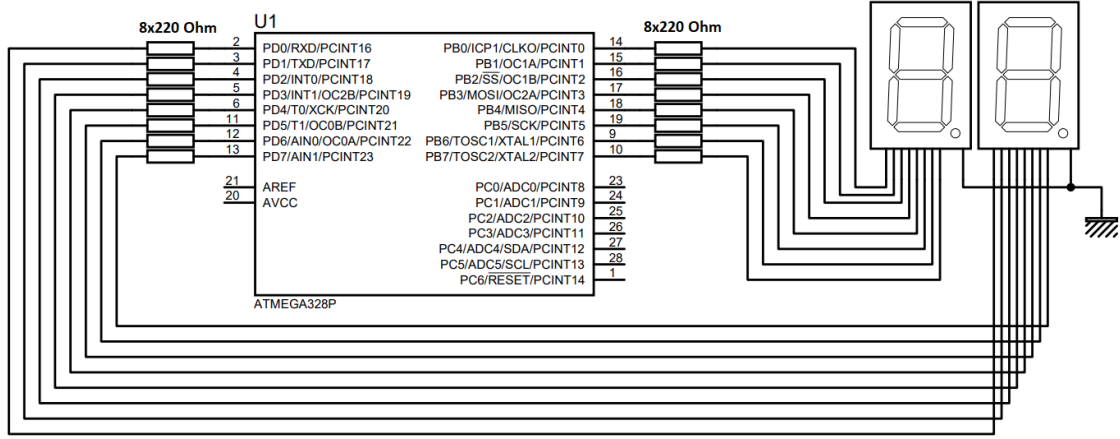 8x220 Ohm
U1
8x220 Ohm
2 PD0/RXD/PCINT16
3 PD1/TXD/PCINT17
4 PD2/INT0/PCINT18
5 PD3/INT1/OC2B/PCINT19
6 PD4/T0/XCK/PCINT20
11 PD5/T1/OC0B/PCINT21
12 PD6/AIN0/OC0A/PCINT22
13 PD7/AIN1/PCINT23
21 AREF
20 AVCC
PB0/ICP1/CLKO/PCINT0 14
PB1/OC1A/PCINT1 15
PB2/SS/OC1B/PCINT2 16
PB3/MOSI/OC2A/PCINT3 17
PB4/MISO/PCINT4 18
PB5/SCK/PCINT5 19
PB6/TOSC1/XTAL1/PCINT6 9
PB7/TOSC2/XTAL2/PCINT7 10
PC0/ADC0/PCINT8 23
PC1/ADC1/PCINT9 24
PC2/ADC2/PCINT10 25
PC3/ADC3/PCINT11 26
PC4/ADC4/SDA/PCINT12 27
PC5/ADC5/SCL/PCINT13 28
PC6/RESET/PCINT14 1
ATMEGA328P